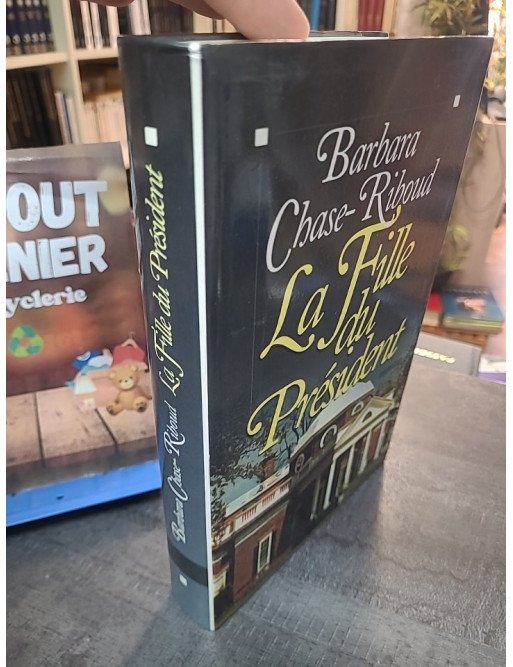 Barbara
Chase-Riboud
La Fille
du
Président
Barbara Chase-Riboud La Fille du Président
OUT
NIER
yclerie